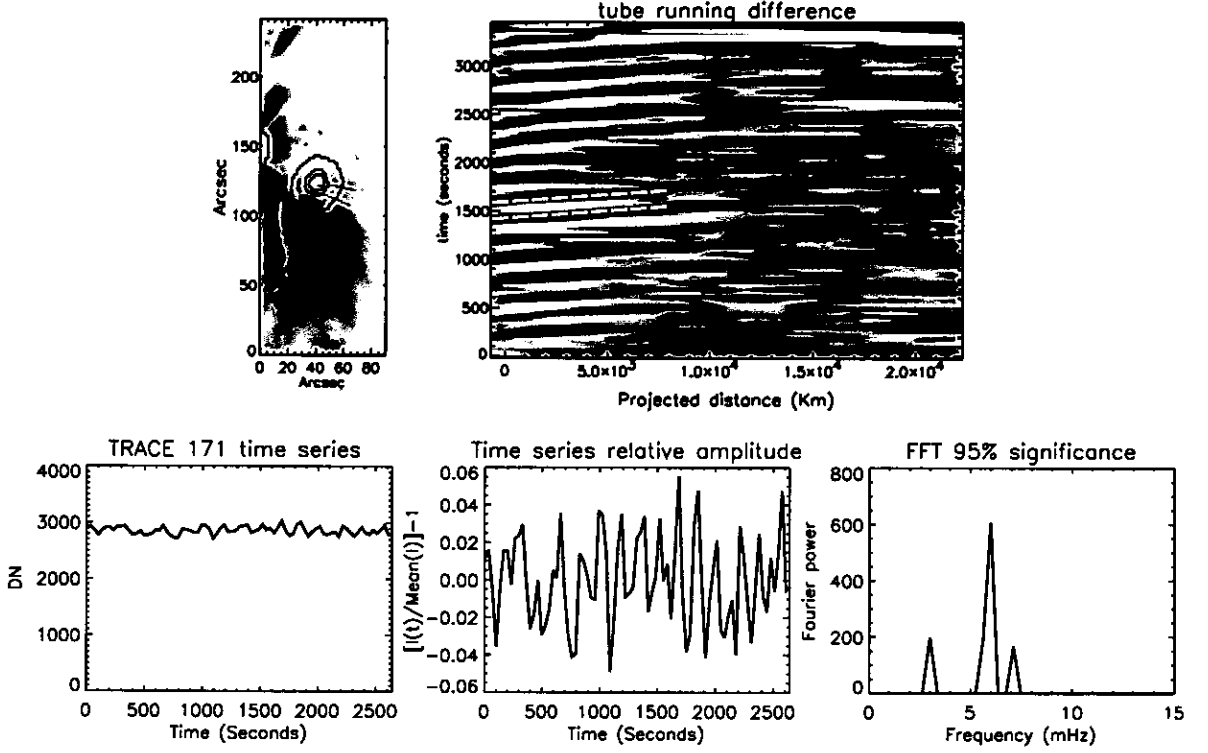 tube running difference
200
150
100
50
0
0 20 40 60 80
Arcsec
Arcsec
3000
2500
2000
1500
1000
500
0
time (seconds)
0 5.0×10³ 1.0×10⁴ 1.5×10⁴ 2.0×10⁴
Projected distance (Km)
TRACE 171 time series
4000
3000
2000
1000
0
DN
0 500 1000 1500 2000 2500
Time (Seconds)
Time series relative amplitude
0.06
0.04
0.02
0.00
-0.02
-0.04
-0.06
[I(t)/Mean(I)]-1
0 500 1000 1500 2000 2500
Time (Seconds)
FFT 95% significance
800
600
400
200
0
Fourier power
0 5 10 15
Frequency (mHz)